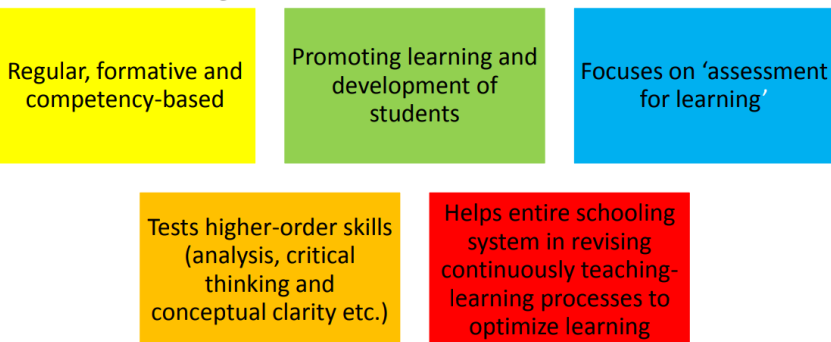 Regular, formative and
competency-based
Promoting learning and
development of
students
Focuses on ‘assessment
for learning’
Tests higher-order skills
(analysis, critical
thinking and
conceptual clarity etc.)
Helps entire schooling
system in revising
continuously teaching-
learning processes to
optimize learning